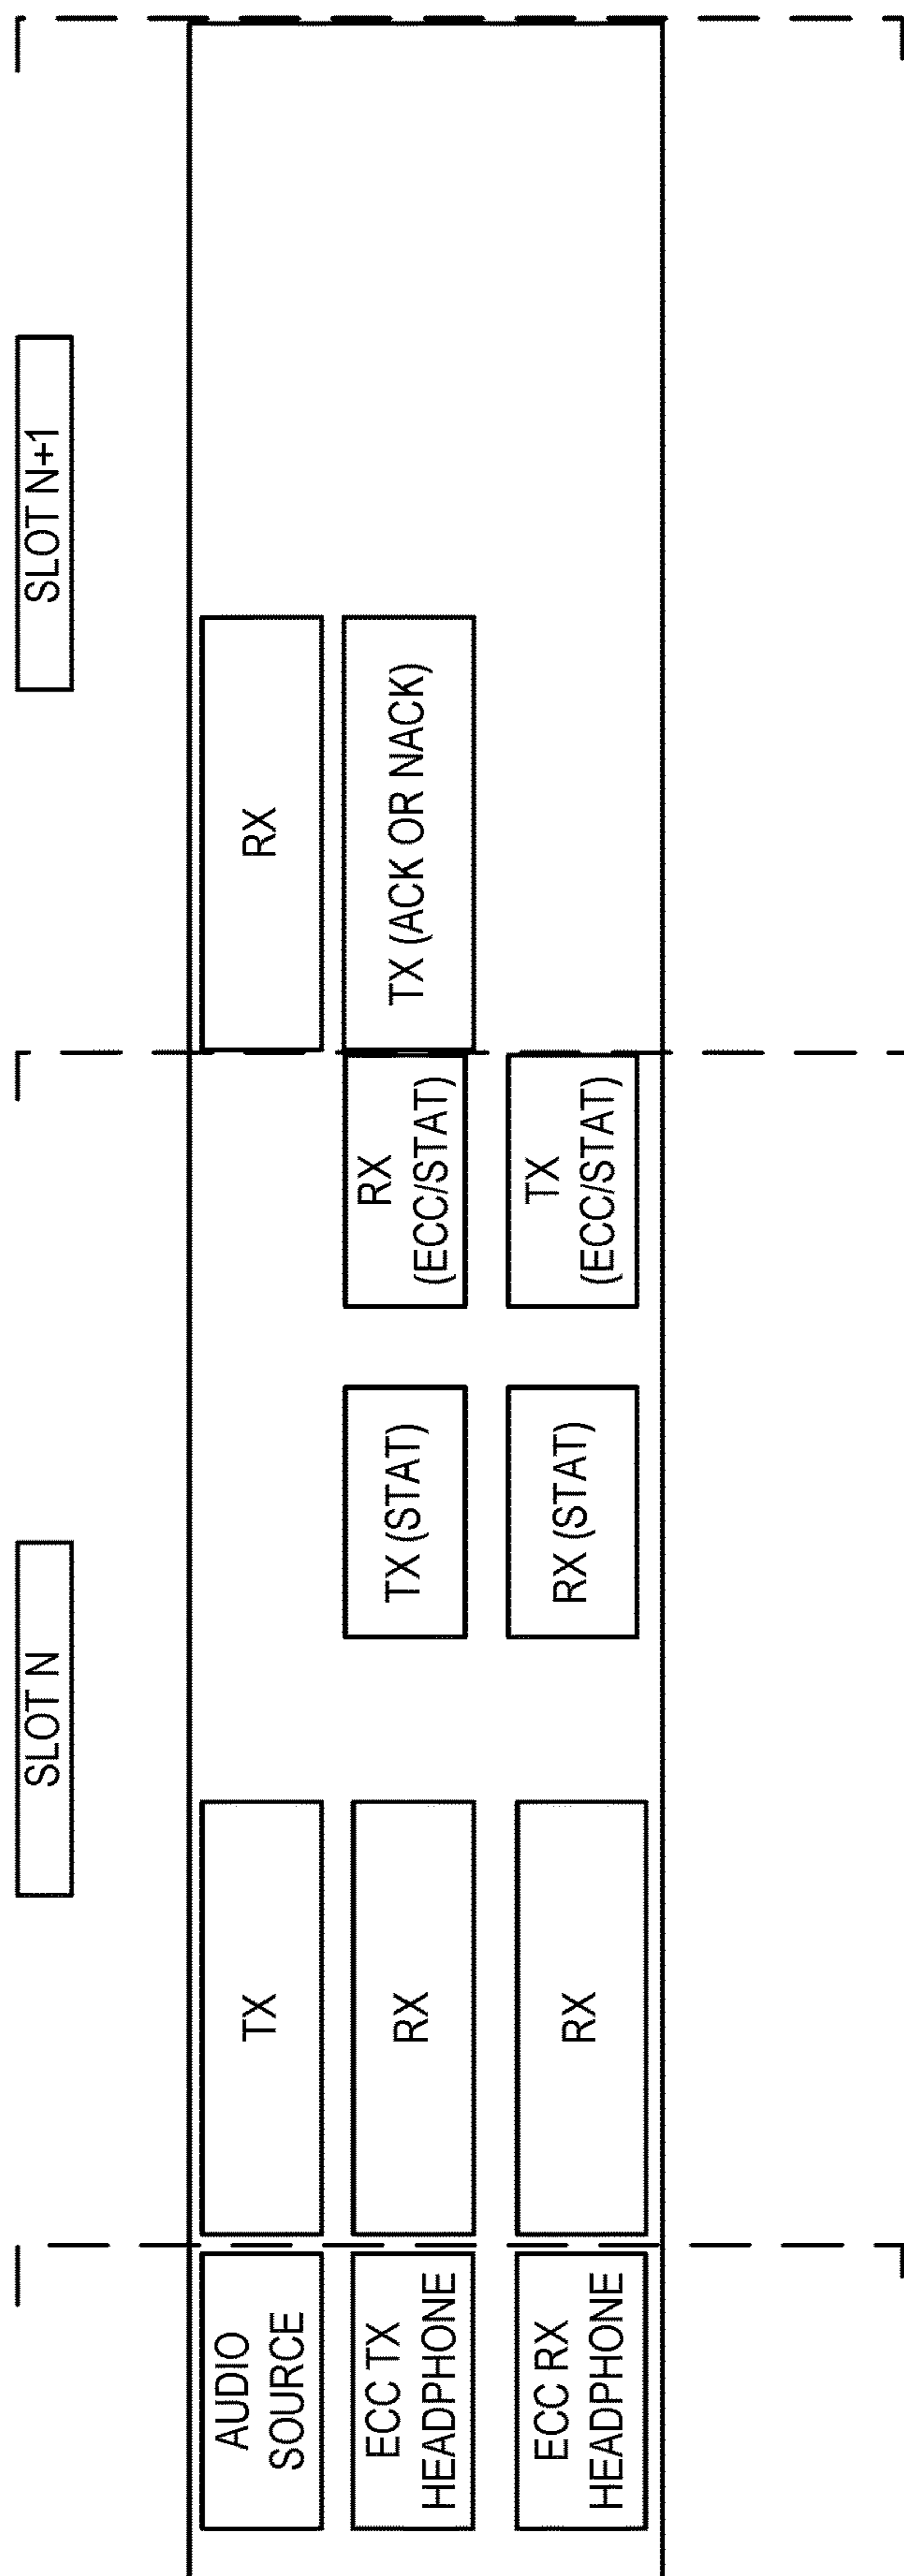 SLOT N
SLOT N+1
AUDIO
SOURCE
TX
RX
ECC TX
HEADPHONE
RX
TX (STAT)
RX
(ECC/STAT)
TX (ACK OR NACK)
ECC RX
HEADPHONE
RX
RX (STAT)
TX
(ECC/STAT)